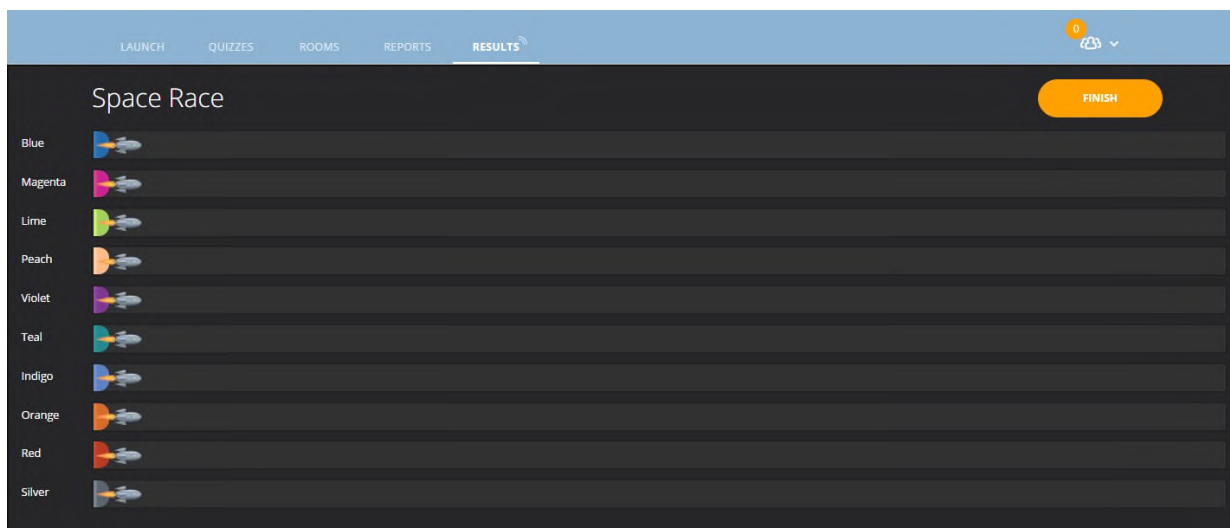 0
LAUNCH QUIZZES ROOMS REPORTS RESULTS
Space Race
FINISH
Blue
Magenta
Lime
Peach
Violet
Teal
Indigo
Orange
Red
Silver